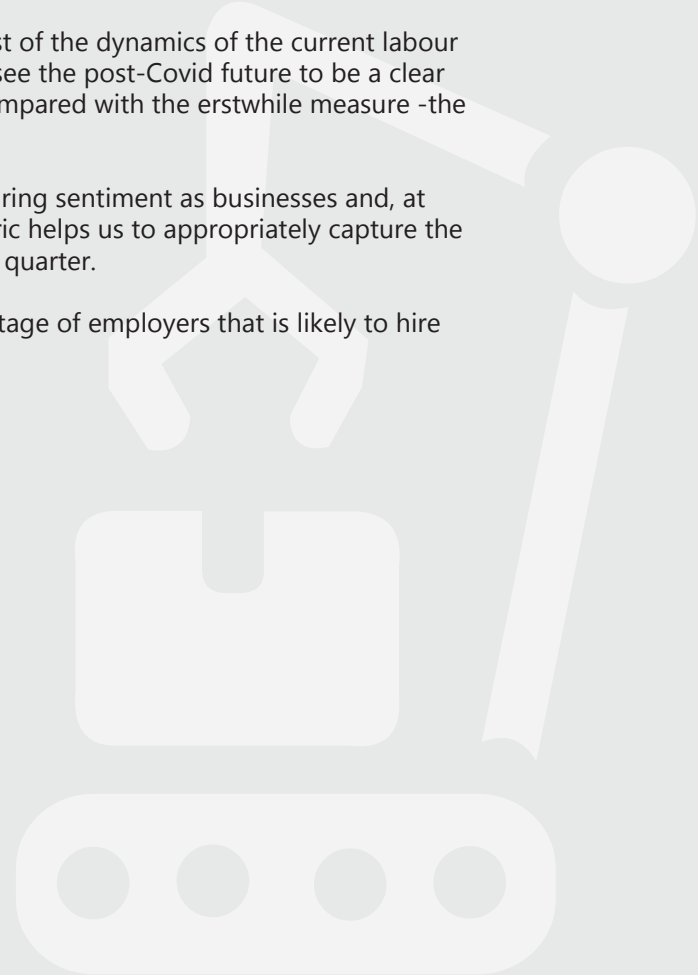 st of the dynamics of the current labour
see the post-Covid future to be a clear
mpared with the erstwhile measure -the
ring sentiment as businesses and, at
ric helps us to appropriately capture the
quarter.
tage of employers that is likely to hire